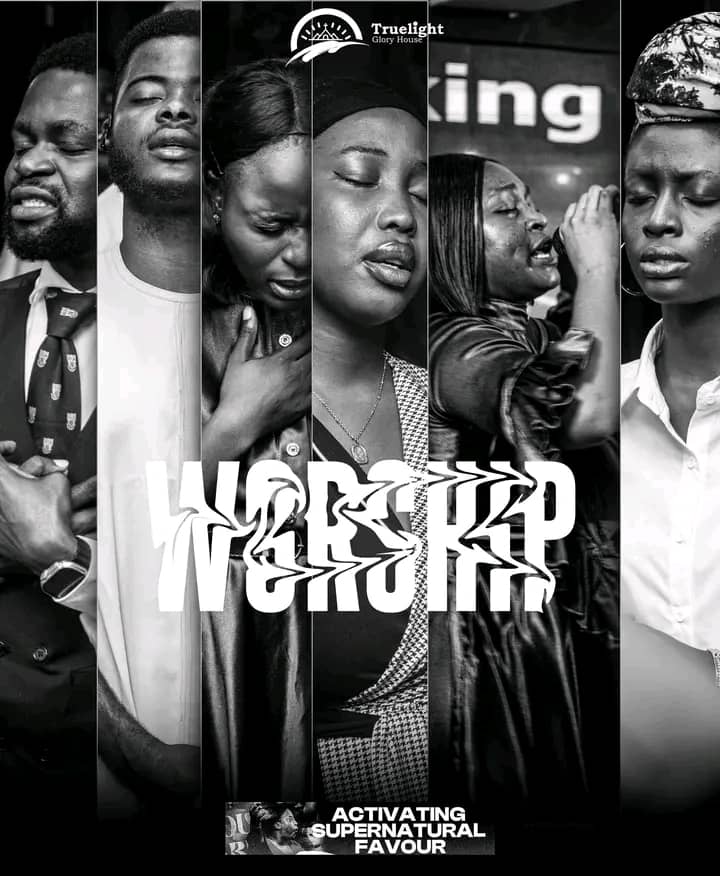 Truelight
Glory House
king
WORSHIP
ACTIVATING
SUPERNATURAL
FAVOUR